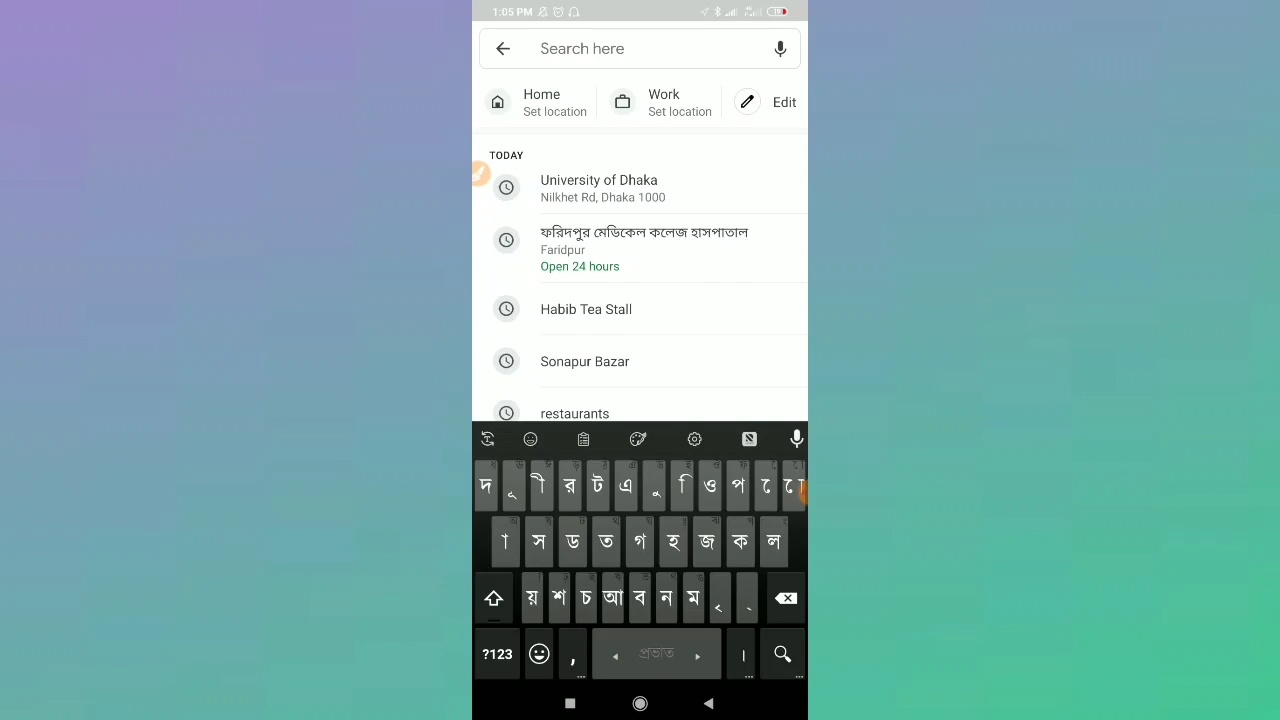 1:05 PM
Search here
Home
Set location
Work
Set location
Edit
TODAY
University of Dhaka
Nilkhet Rd, Dhaka 1000
ফরিদপুর মেডিকেল কলেজ হাসপাতাল
Faridpur
Open 24 hours
Habib Tea Stall
Sonapur Bazar
restaurants
দ ূ ী র ট এ ু ি ও প ে ো
া স ড ত গ হ জ ক ল
য় শ চ আ ব ন ম ৃ ্
?123 , প্রভাত ।